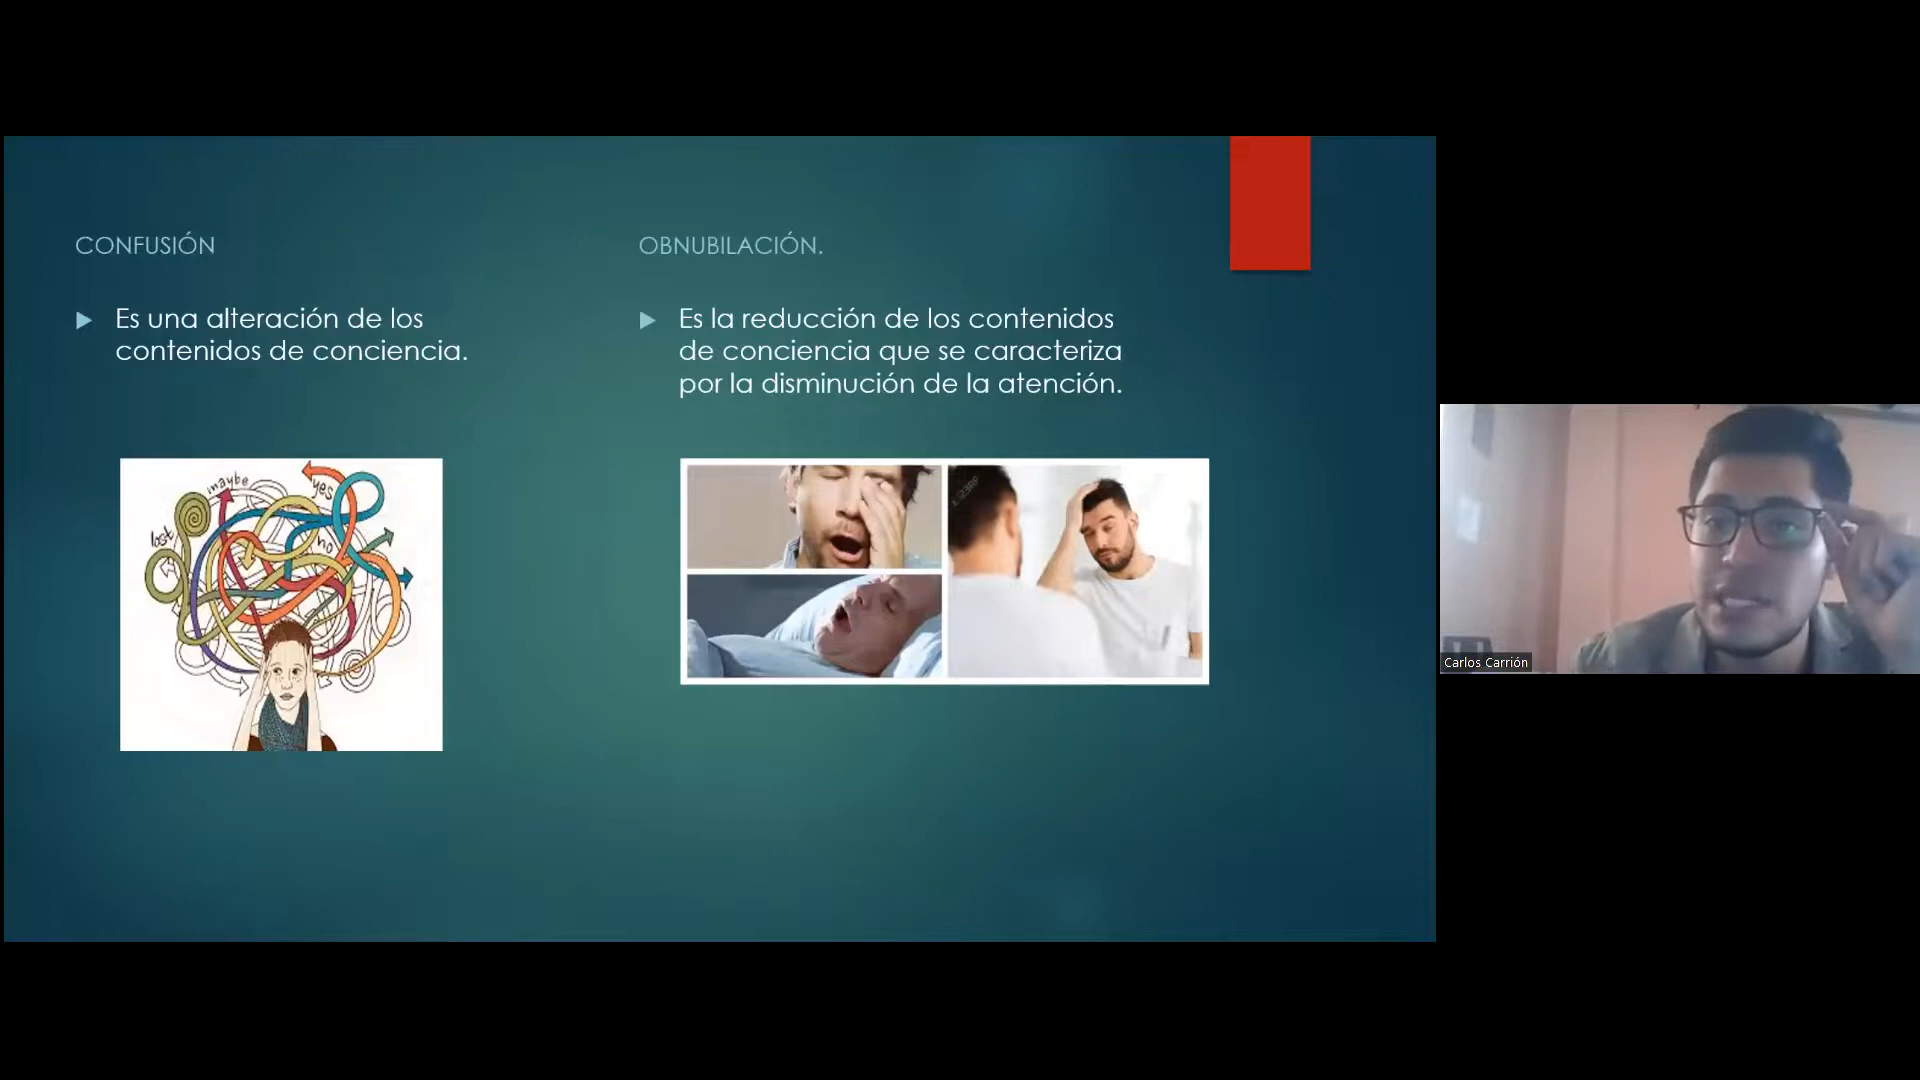 CONFUSIÓN
Es una alteración de los
contenidos de conciencia.
maybe
yes
lost
no
OBNUBILACIÓN.
Es la reducción de los contenidos
de conciencia que se caracteriza
por la disminución de la atención.
123RF
Carlos Carrión